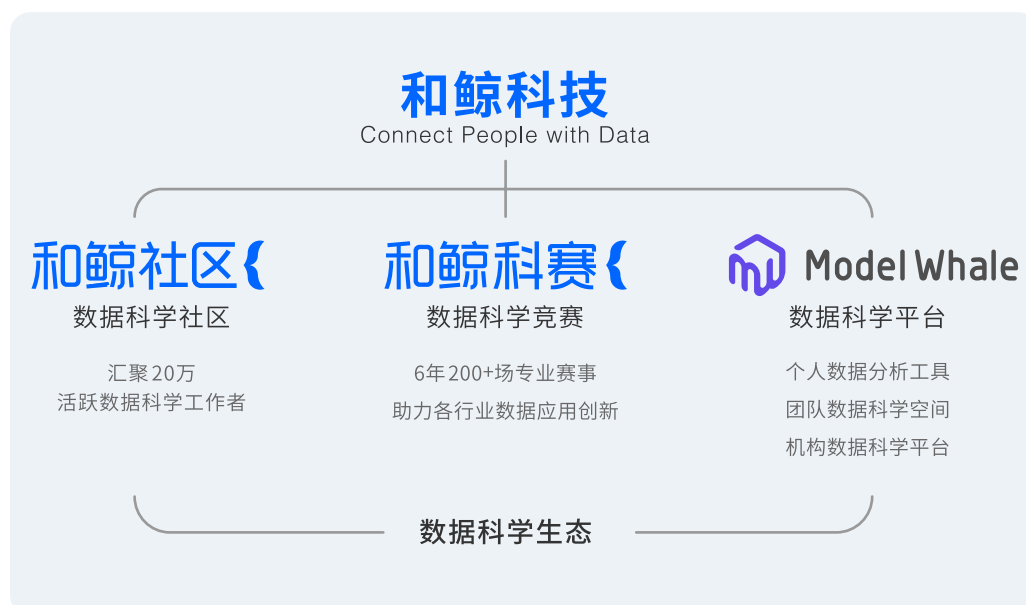 和鲸科技
Connect People with Data
和鲸社区
数据科学社区
汇聚20万
活跃数据科学工作者
和鲸科赛
数据科学竞赛
6年200+场专业赛事
助力各行业数据应用创新
Model Whale
数据科学平台
个人数据分析工具
团队数据科学空间
机构数据科学平台
数据科学生态